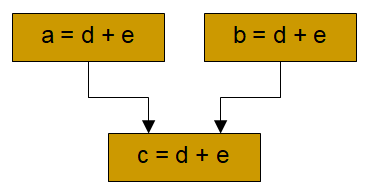 a = d + e
b = d + e
c = d + e